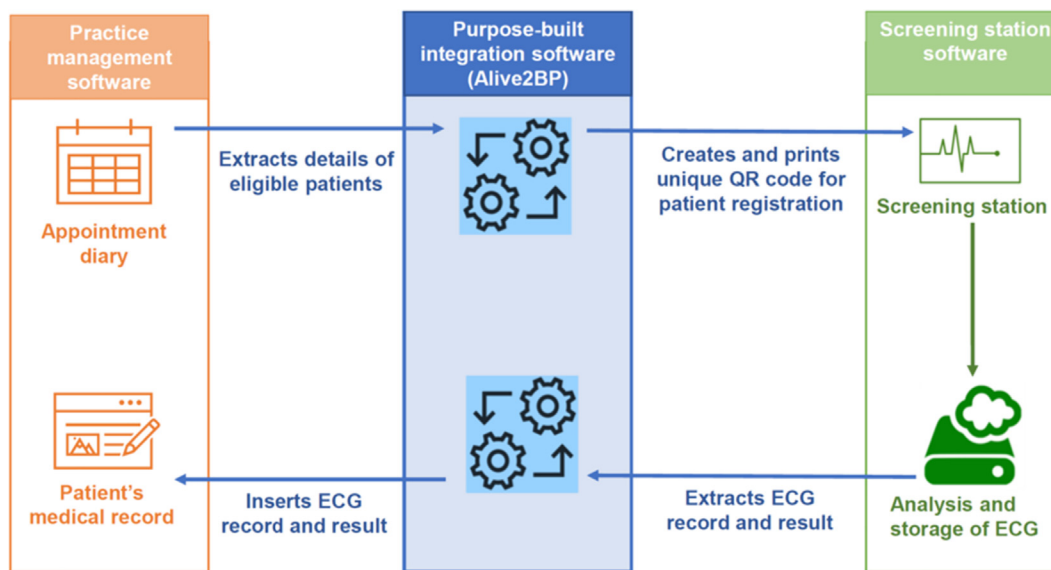 Practice
management
software
Purpose-built
integration software
(Alive2BP)
Screening station
software
Extracts details of
eligible patients
Creates and prints
unique QR code for
patient registration
Appointment
diary
Screening station
Patient's
medical record
Inserts ECG
record and result
Extracts ECG
record and result
Analysis and
storage of ECG